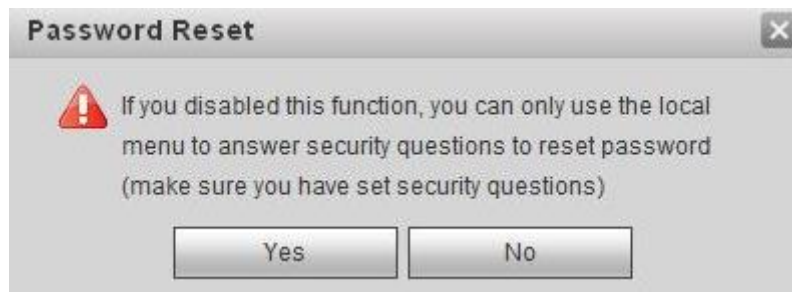 Password Reset
If you disabled this function, you can only use the local
menu to answer security questions to reset password
(make sure you have set security questions)
Yes
No